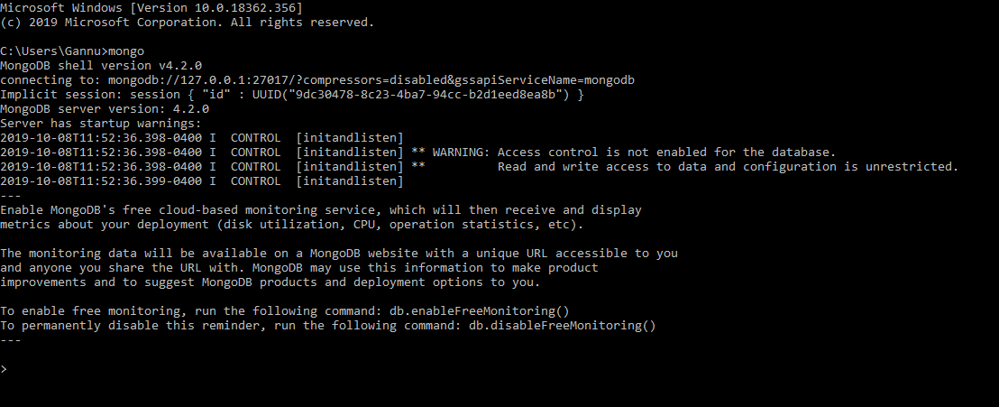 Microsoft Windows [Version 10.0.18362.356]
(c) 2019 Microsoft Corporation. All rights reserved.
C:\Users\Gannu>mongo
MongoDB shell version v4.2.0
connecting to: mongodb://127.0.0.1:27017/?compressors=disabled&gssapiServiceName=mongodb
Implicit session: session { "id" : UUID("9dc30478-8c23-4ba7-94cc-b2d1eed8ea8b") }
MongoDB server version: 4.2.0
Server has startup warnings:
2019-10-08T11:52:36.398-0400 I  CONTROL  [initandlisten]
2019-10-08T11:52:36.398-0400 I  CONTROL  [initandlisten] ** WARNING: Access control is not enabled for the database.
2019-10-08T11:52:36.398-0400 I  CONTROL  [initandlisten] **          Read and write access to data and configuration is unrestricted.
2019-10-08T11:52:36.399-0400 I  CONTROL  [initandlisten]
---
Enable MongoDB's free cloud-based monitoring service, which will then receive and display
metrics about your deployment (disk utilization, CPU, operation statistics, etc).
The monitoring data will be available on a MongoDB website with a unique URL accessible to you
and anyone you share the URL with. MongoDB may use this information to make product
improvements and to suggest MongoDB products and deployment options to you.
To enable free monitoring, run the following command: db.enableFreeMonitoring()
To permanently disable this reminder, run the following command: db.disableFreeMonitoring()
---
>